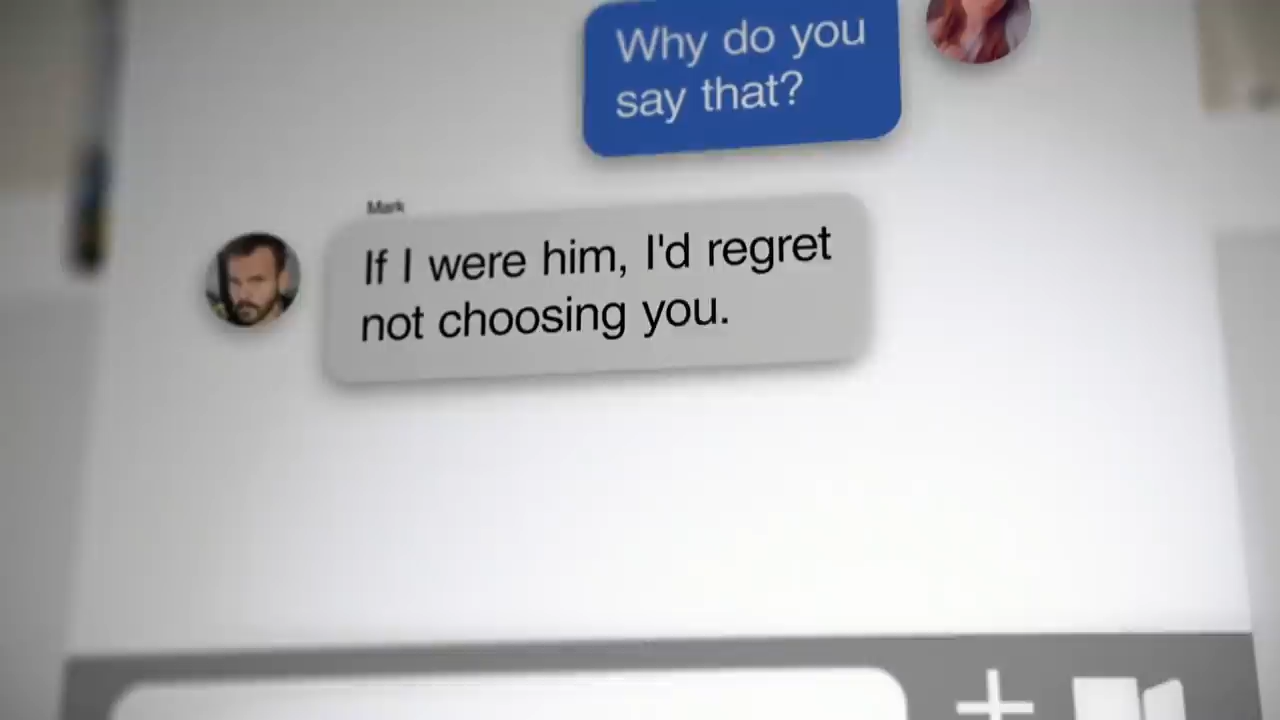 Why do you
say that?
Mark
If I were him, I'd regret
not choosing you.